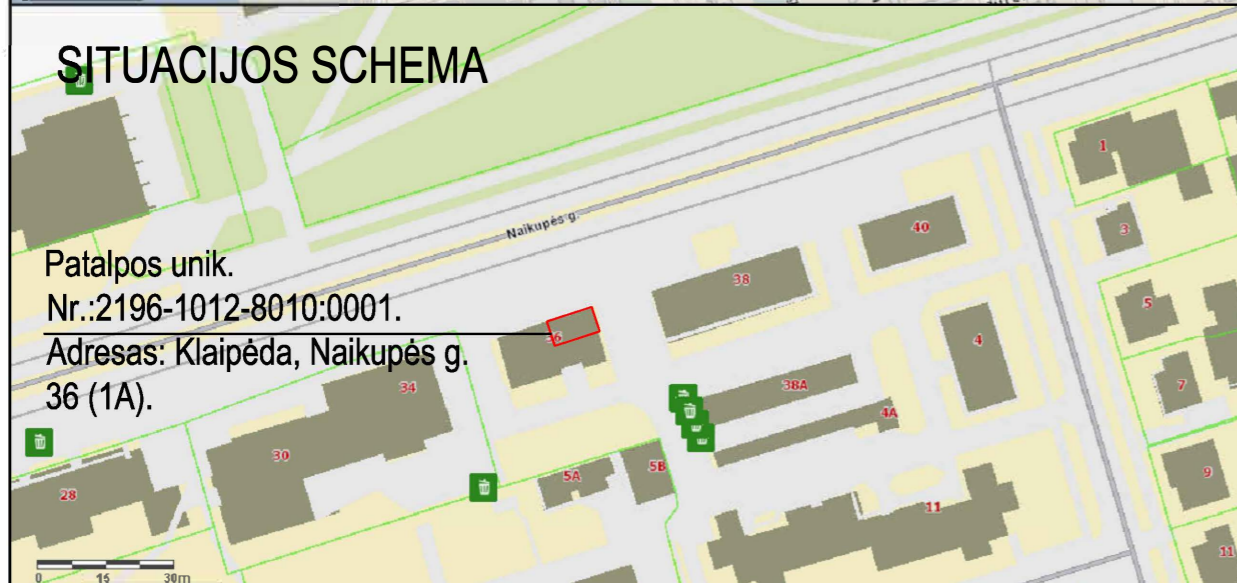 SITUACIJOS SCHEMA
1
Naikupės g.
40
3
Patalpos unik.
Nr.:2196-1012-8010:0001.
38
5
36
4
Adresas: Klaipėda, Naikupės g.
36 (1A).
34
38A
7
4A
30
5A
5B
9
28
11
11
0 15 30m